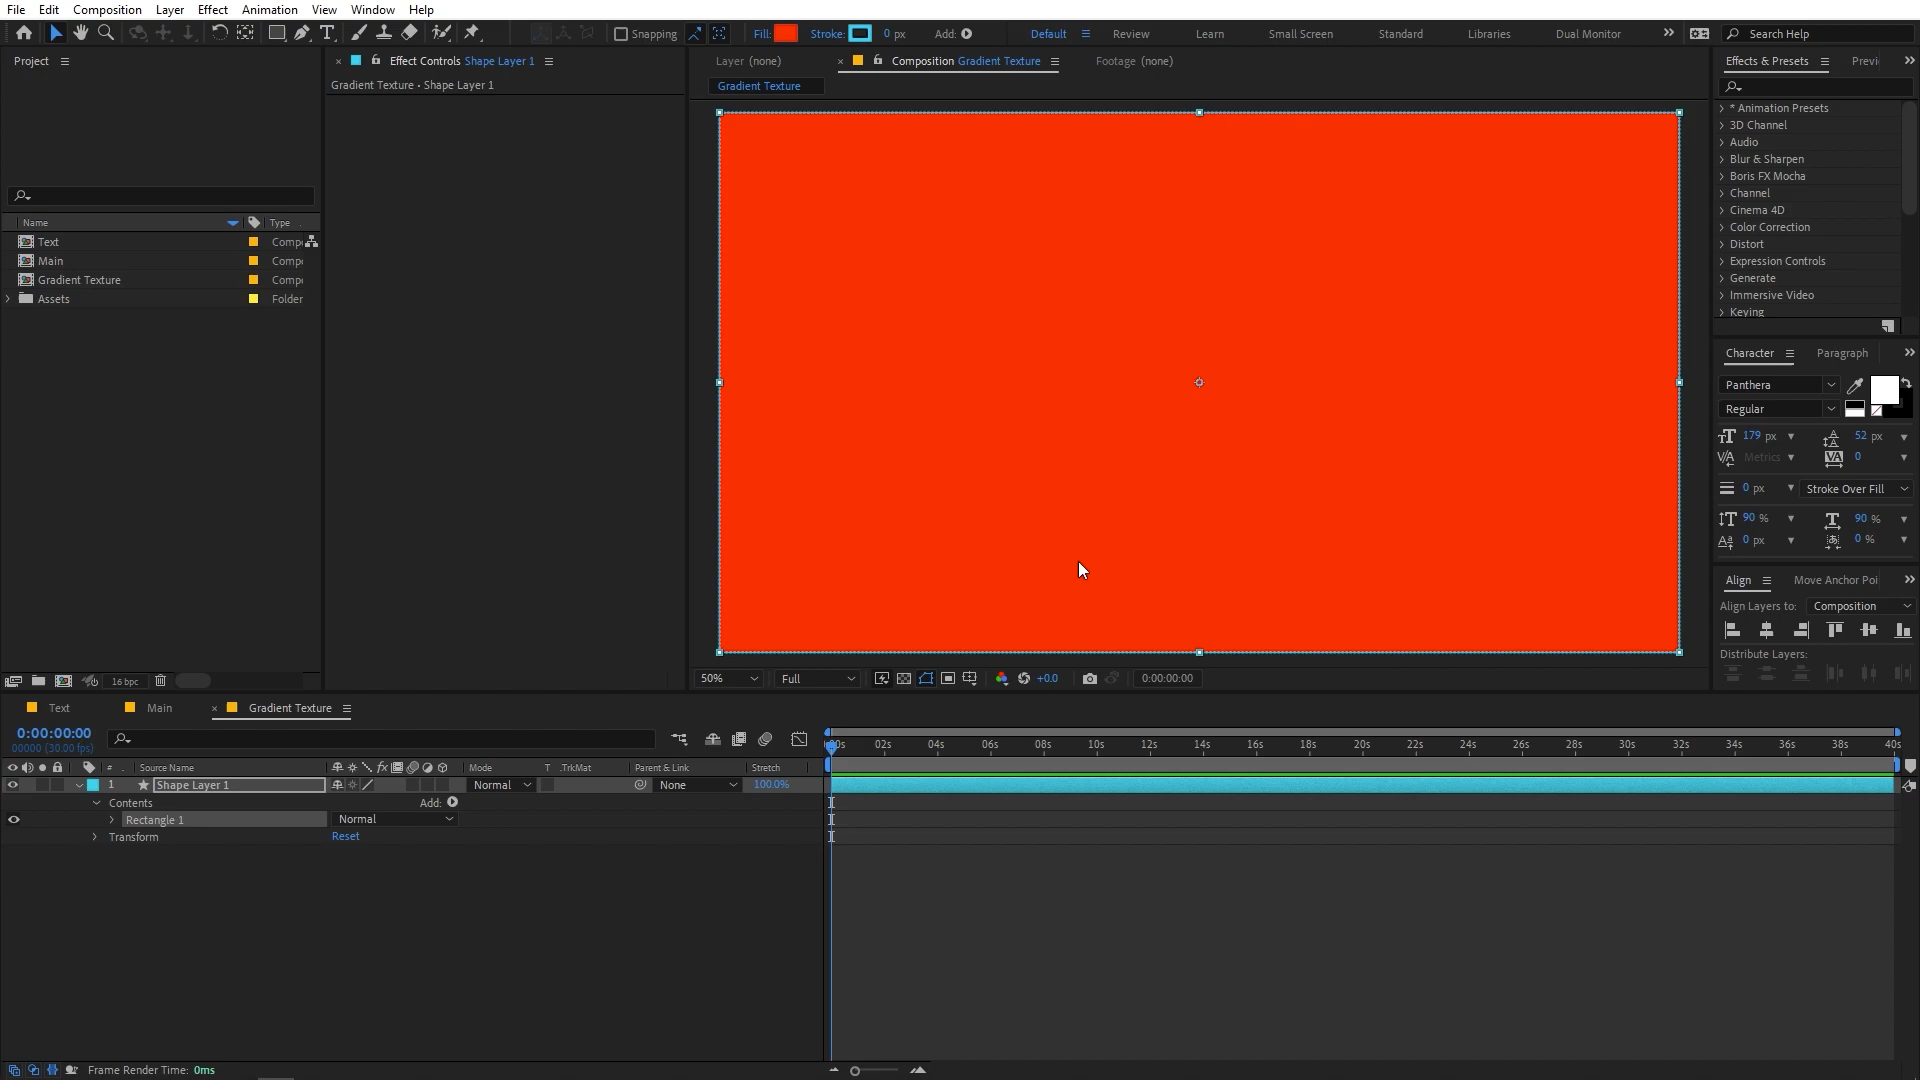 File Edit Composition Layer Effect Animation View Window Help
Snapping Fill: Stroke: 0 px Add: Default Review Learn Small Screen Standard Libraries Dual Monitor Search Help
Project
Effect Controls Shape Layer 1
Gradient Texture • Shape Layer 1
Layer (none) Composition Gradient Texture Footage (none)
Gradient Texture
Effects & Presets
* Animation Presets
3D Channel
Audio
Blur & Sharpen
Boris FX Mocha
Channel
Cinema 4D
Color Correction
Distort
Expression Controls
Generate
Immersive Video
Keying
Name Type
Text Comp
Main Comp
Gradient Texture Comp
Assets Folder
Character Paragraph
Panthera
Regular
179 px 52 px
Metrics 0
0 px Stroke Over Fill
90 % 90 %
0 px 0 %
Align Move Anchor Poi
Align Layers to: Composition
Distribute Layers:
16 bpc
50% Full +0.0 0:00:00:00
Text Main Gradient Texture
0:00:00:00
00000 (30.00 fps)
02s 04s 06s 08s 10s 12s 14s 16s 18s 20s 22s 24s 26s 28s 30s 32s 34s 36s 38s 40s
# Source Name Mode T .TrkMat Parent & Link Stretch
1 Shape Layer 1 Normal None 100.0%
Contents Add:
Rectangle 1 Normal
Transform Reset
Frame Render Time: 0ms